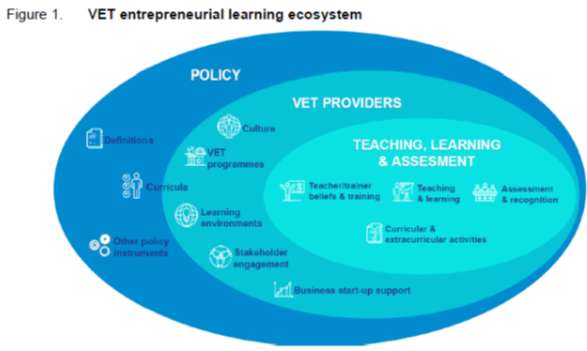 Figure 1. VET entrepreneurial learning ecosystem
POLICY
VET PROVIDERS
TEACHING, LEARNING
& ASSESMENT
Definitions
Curricula
Other policy
instruments
Culture
VET
programmes
Learning
environments
Stakeholder
engagement
Business start-up support
Teacher/trainer
beliefs & training
Teaching
& learning
Assessment
& recognition
Curricular &
extracurricular activities